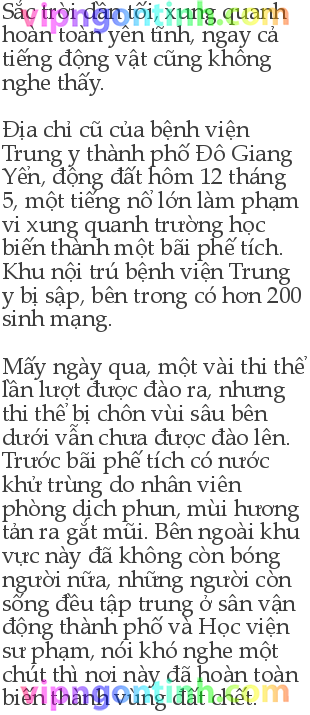 Sắc trời dần tối, xung quanh
vipngontinh.com
hoàn toàn yên tĩnh, ngay cả
tiếng động vật cũng không
nghe thấy.
Địa chỉ cũ của bệnh viện
Trung y thành phố Đô Giang
Yển, động đất hôm 12 tháng
5, một tiếng nổ lớn làm phạm
vi xung quanh trường học
biến thành một bãi phế tích.
Khu nội trú bệnh viện Trung
y bị sập, bên trong có hơn 200
sinh mạng.
Mấy ngày qua, một vài thi thể
lần lượt được đào ra, nhưng
thi thể bị chôn vùi sâu bên
dưới vẫn chưa được đào lên.
Trước bãi phế tích có nước
khử trùng do nhân viên
phòng dịch phun, mùi hương
tản ra gắt mũi. Bên ngoài khu
vực này đã không còn bóng
người nữa, những người còn
sống đều tập trung ở sân vận
động thành phố và Học viện
sư phạm, nói khó nghe một
chút thì nơi này đã hoàn toàn
biến thành vùng đất chết.
vipngontinh.com